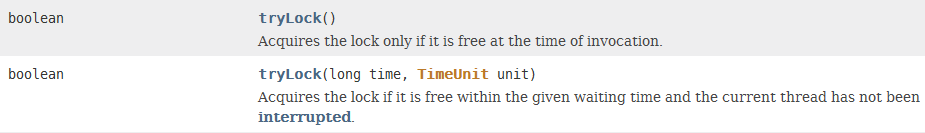 boolean tryLock()
Acquires the lock only if it is free at the time of invocation.
boolean tryLock(long time, TimeUnit unit)
Acquires the lock if it is free within the given waiting time and the current thread has not been
interrupted.